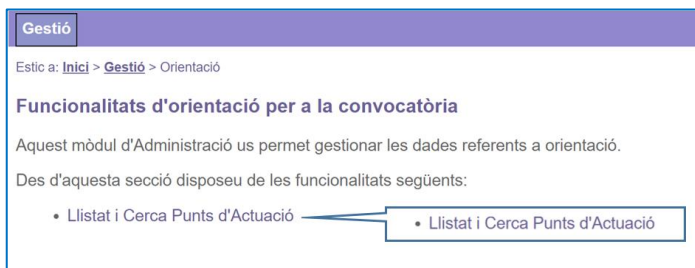 Gestió
Estic a: Inici > Gestió > Orientació
Funcionalitats d'orientació per a la convocatòria
Aquest mòdul d'Administració us permet gestionar les dades referents a orientació.
Des d'aquesta secció disposeu de les funcionalitats següents:
• Llistat i Cerca Punts d'Actuació
• Llistat i Cerca Punts d'Actuació